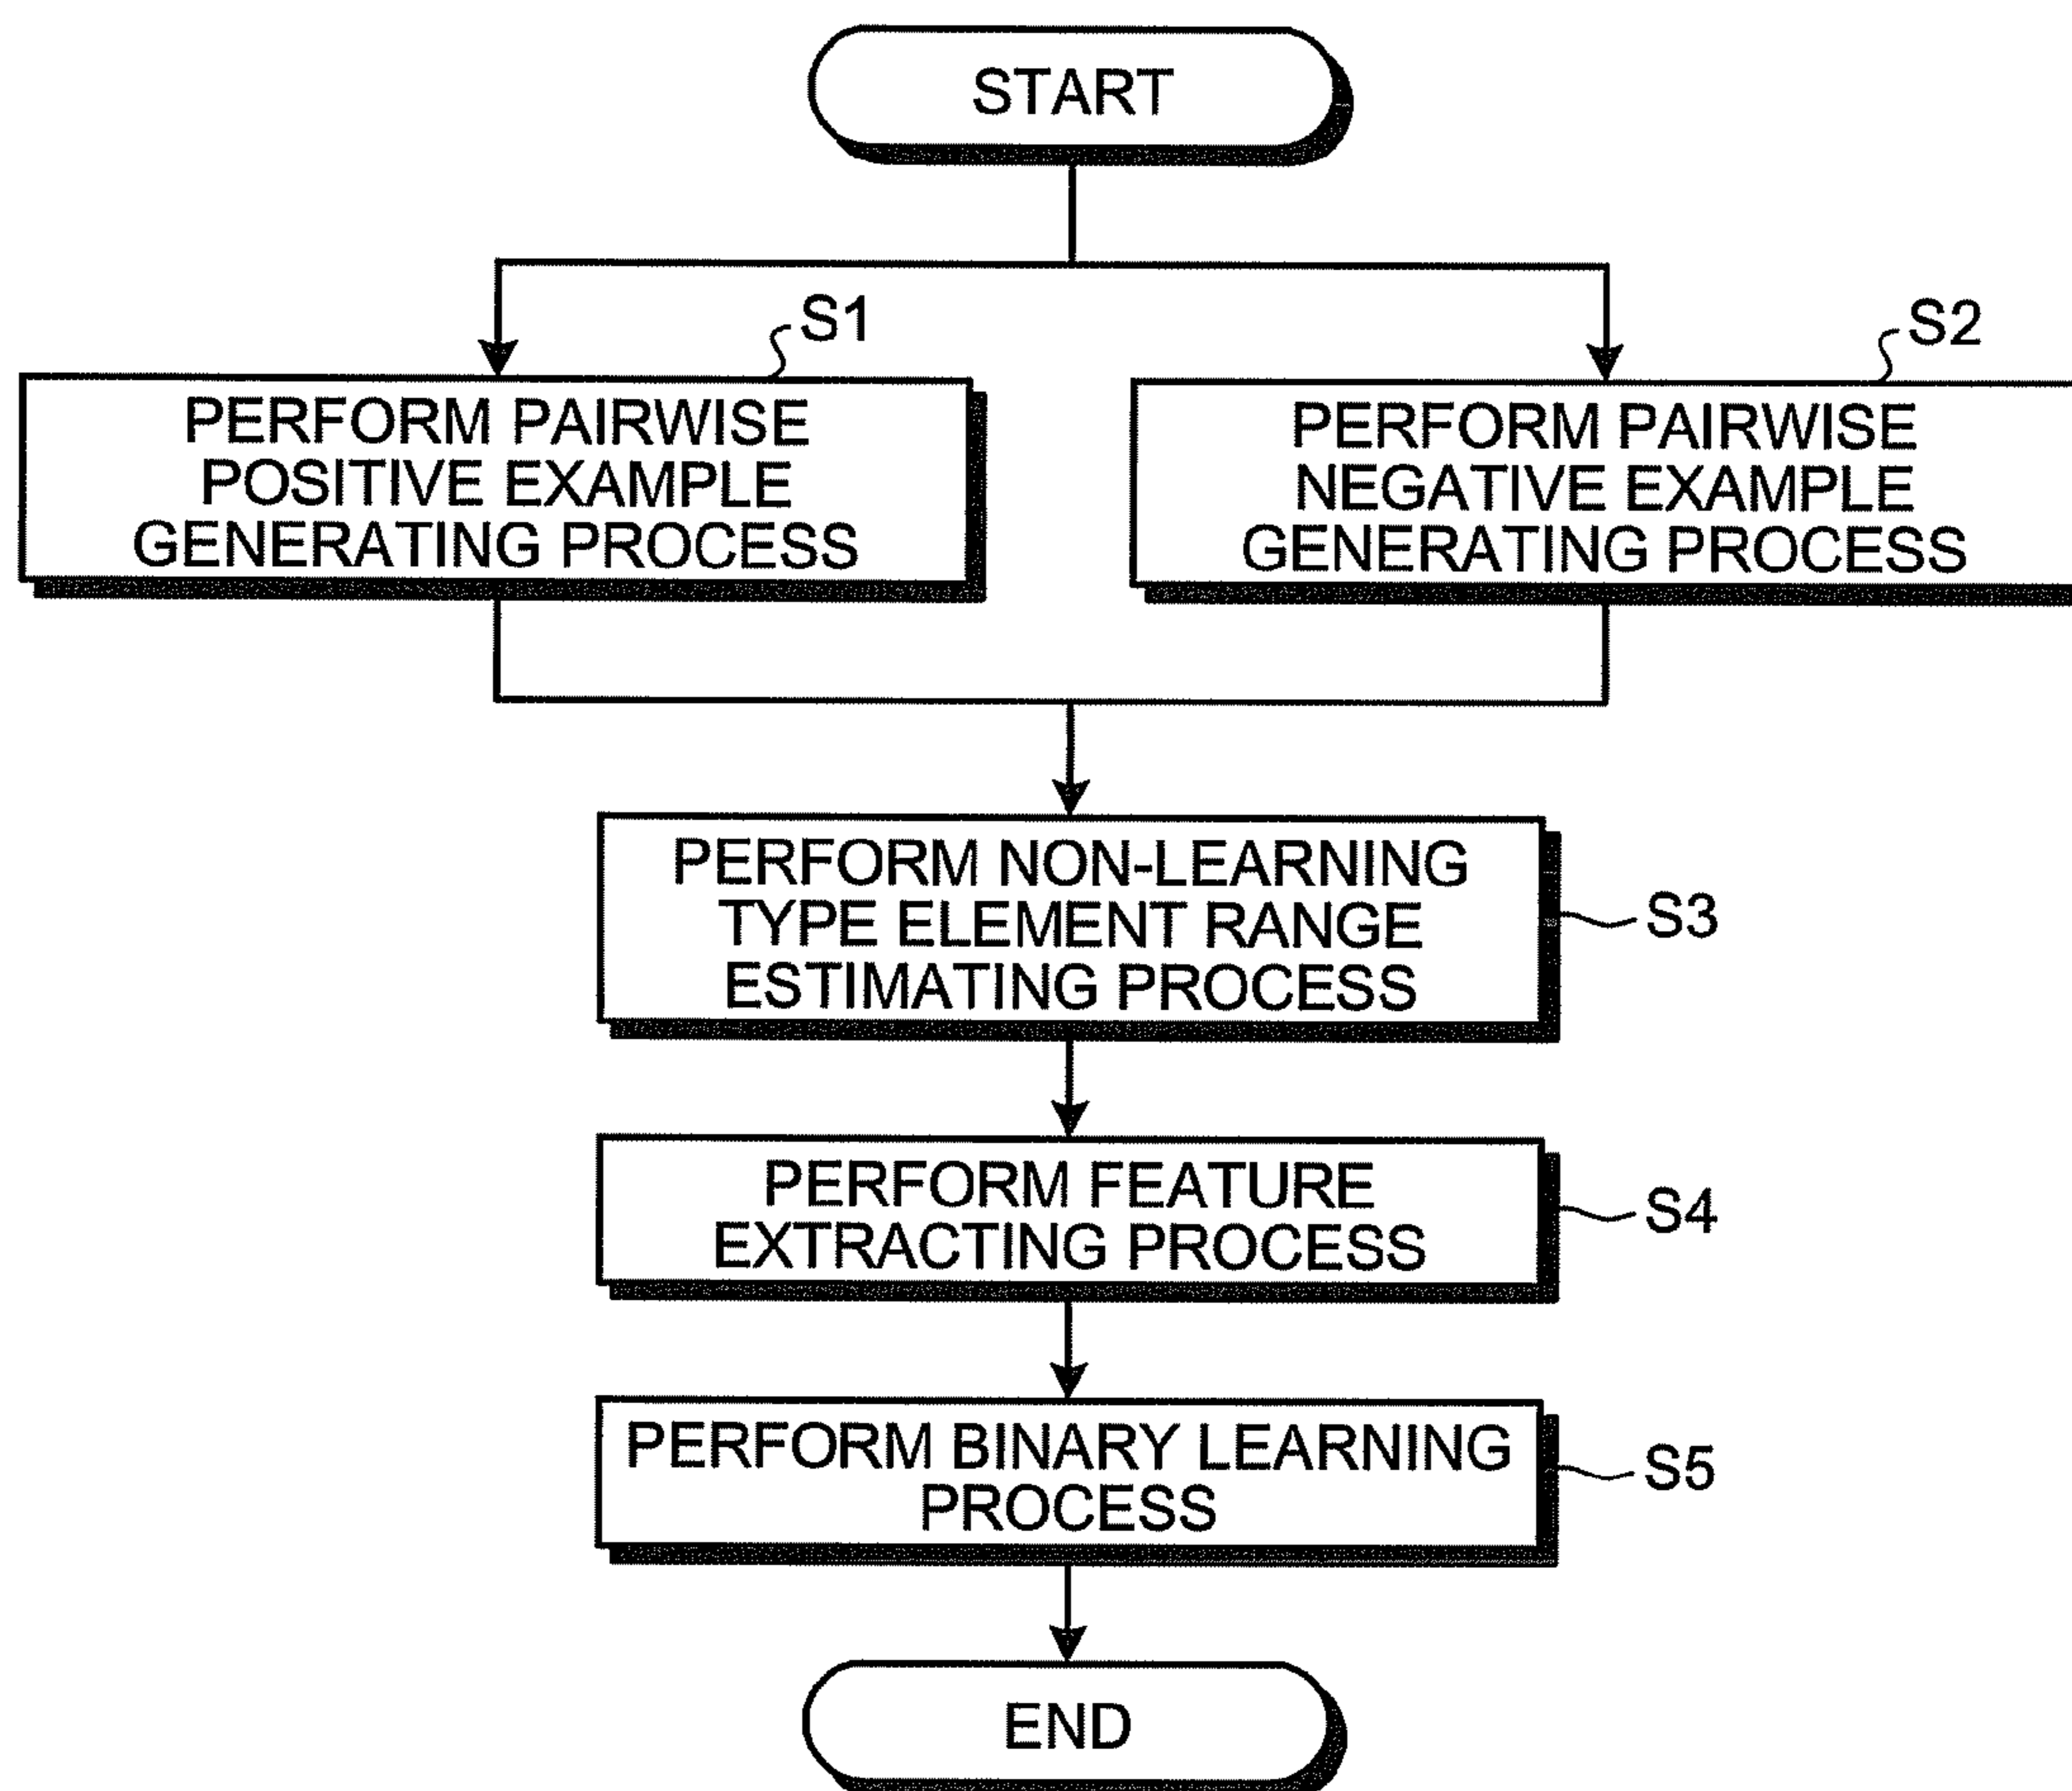 START
S1
PERFORM PAIRWISE
POSITIVE EXAMPLE
GENERATING PROCESS
S2
PERFORM PAIRWISE
NEGATIVE EXAMPLE
GENERATING PROCESS
PERFORM NON-LEARNING
TYPE ELEMENT RANGE
ESTIMATING PROCESS
S3
PERFORM FEATURE
EXTRACTING PROCESS
S4
PERFORM BINARY LEARNING
PROCESS
S5
END